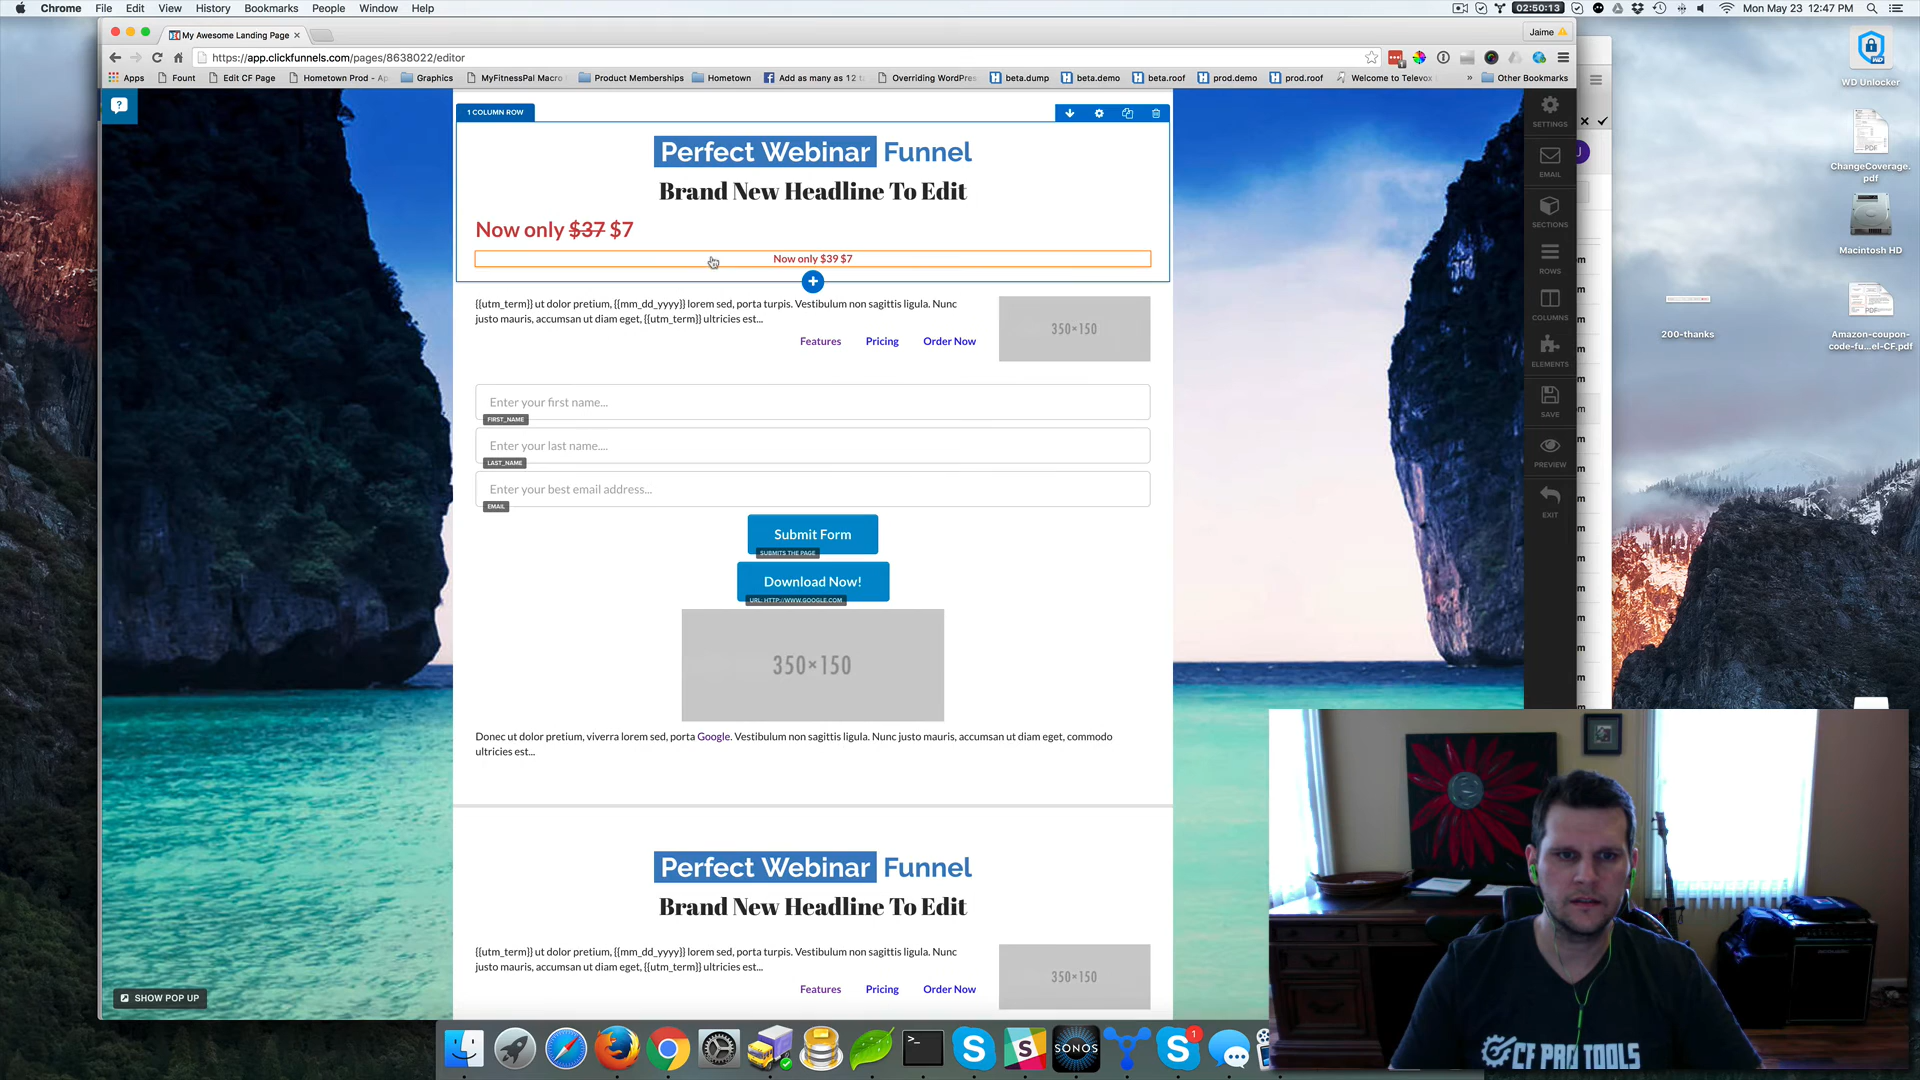 Chrome File Edit View History Bookmarks People Window Help
02:50:13 Mon May 23 12:47 PM
My Awesome Landing Page
Jaime
https://app.clickfunnels.com/pages/8638022/editor
Apps Fount Edit CF Page Hometown Prod - Ap Graphics MyFitnessPal Macro Product Memberships Hometown Add as many as 12 Overriding WordPre beta.dump beta.demo beta.roof prod.demo prod.roof Welcome to Televox » Other Bookmarks
1 COLUMN ROW
Perfect Webinar Funnel
Brand New Headline To Edit
Now only $37 $7
Now only $39 $7
{{utm_term}} ut dolor pretium, {{mm_dd_yyyy}} lorem sed, porta turpis. Vestibulum non sagittis ligula. Nunc
justo mauris, accumsan ut diam eget, {{utm_term}} ultricies est...
350×150
Features Pricing Order Now
Enter your first name...
FIRST_NAME
Enter your last name....
LAST_NAME
Enter your best email address...
EMAIL
Submit Form
SUBMITS THE PAGE
Download Now!
URL: HTTP://WWW.GOOGLE.COM
350×150
Donec ut dolor pretium, viverra lorem sed, porta Google. Vestibulum non sagittis ligula. Nunc justo mauris, accumsan ut diam eget, commodo
ultricies est...
Perfect Webinar Funnel
Brand New Headline To Edit
{{utm_term}} ut dolor pretium, {{mm_dd_yyyy}} lorem sed, porta turpis. Vestibulum non sagittis ligula. Nunc
justo mauris, accumsan ut diam eget, {{utm_term}} ultricies est...
350×150
Features Pricing Order Now
SHOW POP UP
SETTINGS
EMAIL
SECTIONS
ROWS
COLUMNS
ELEMENTS
SAVE
PREVIEW
EXIT
WD Unlocker
PDF
ChangeCoverage.
pdf
Macintosh HD
200-thanks
PDF
Amazon-coupon-
code-fu...el-CF.pdf
SONOS
1
CF PRO TOOLS